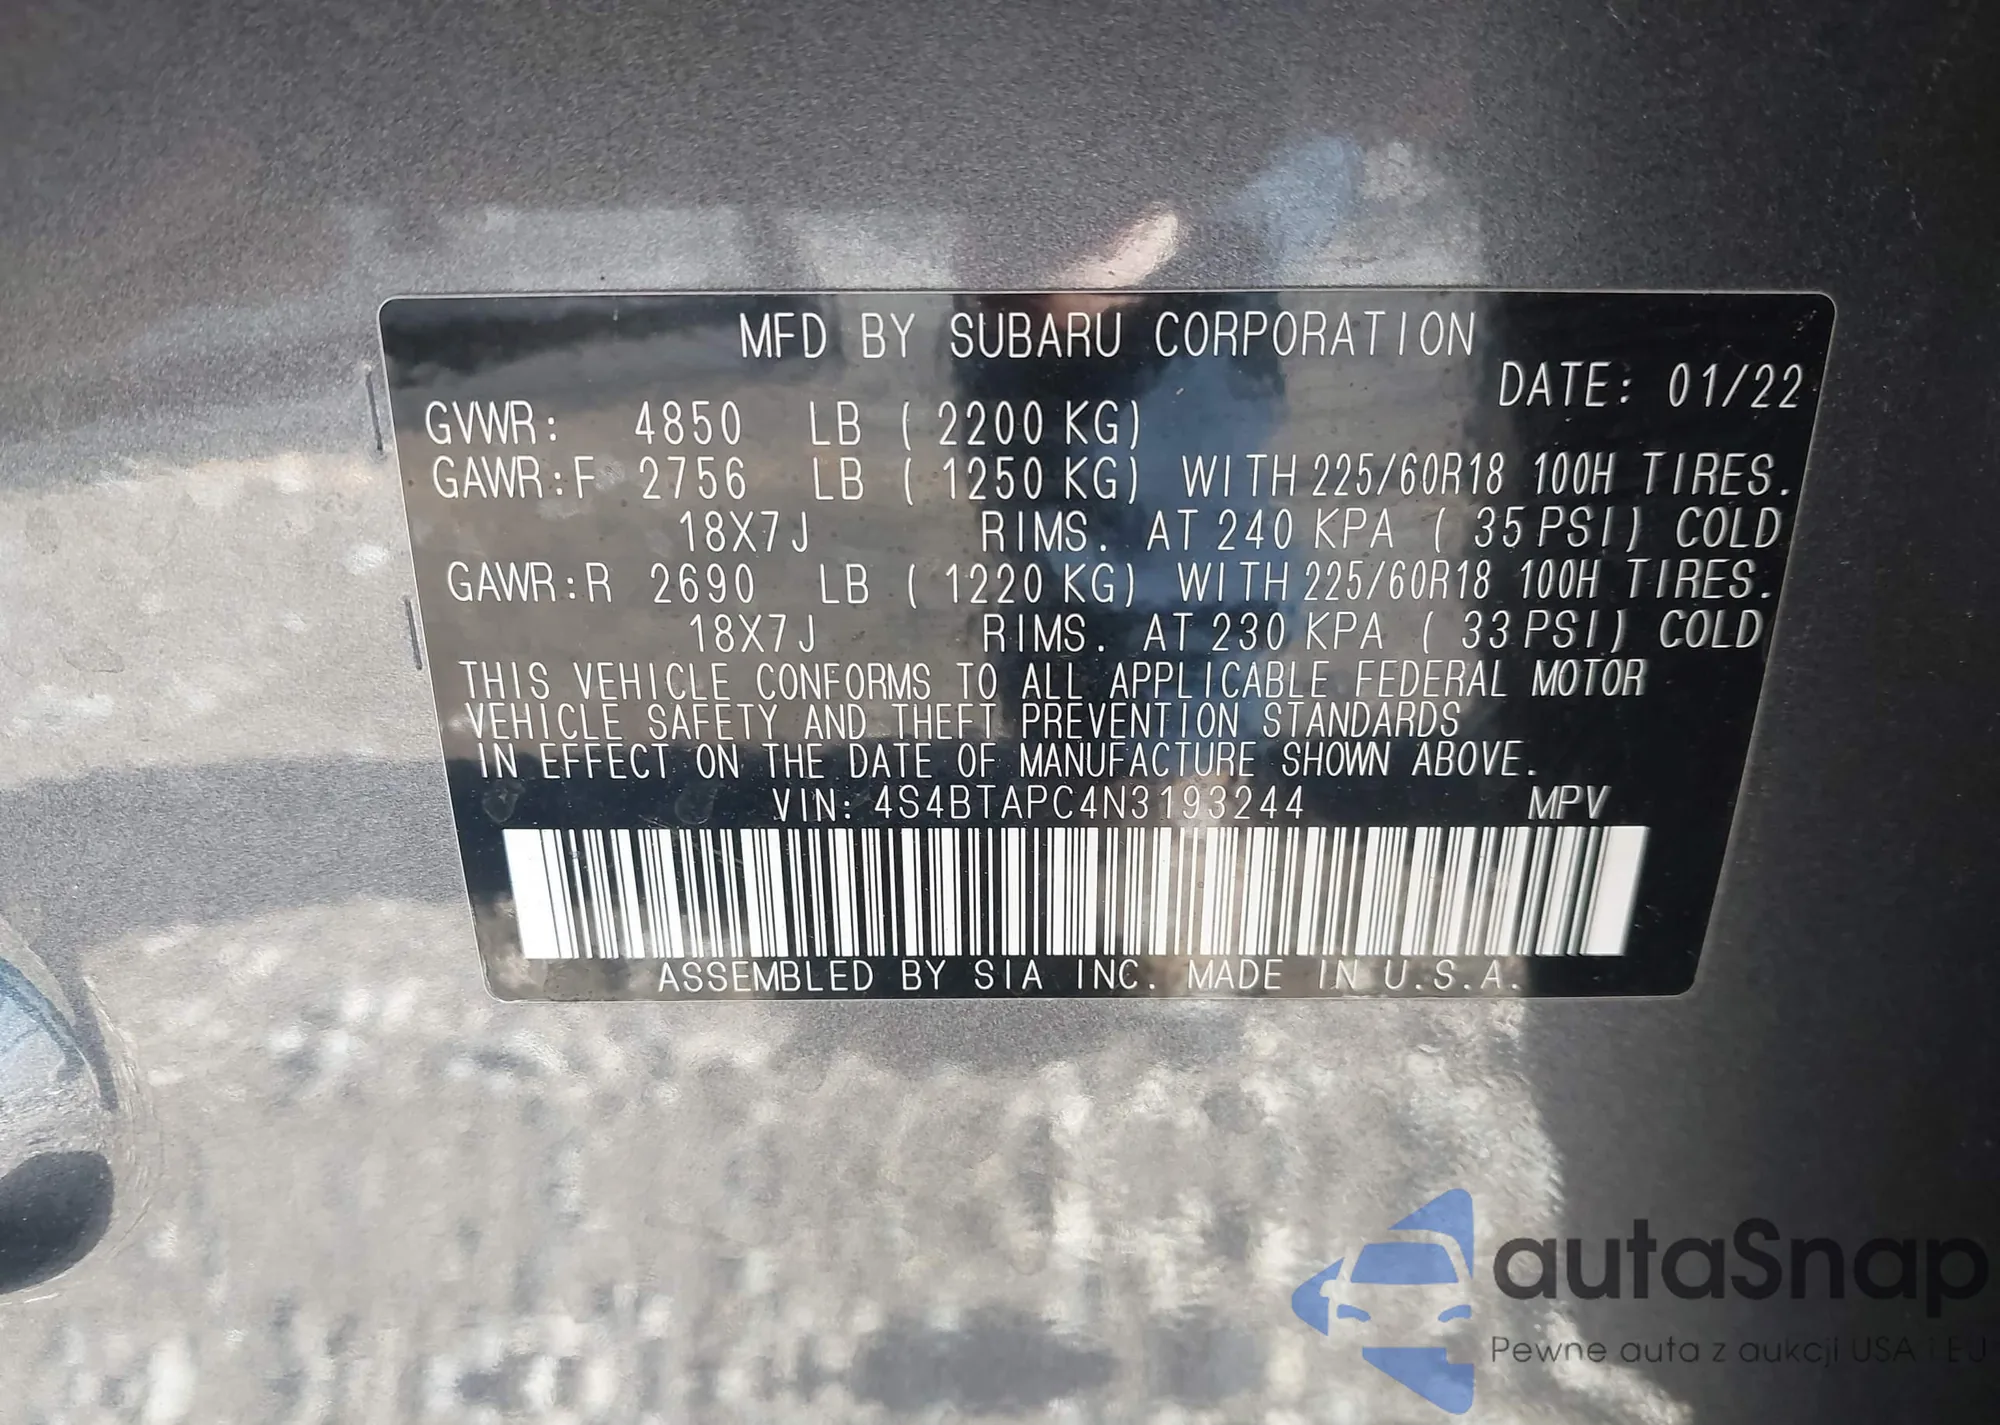 MFD BY SUBARU CORPORATION
DATE: 01/22
GVWR: 4850 LB ( 2200 KG)
GAWR:F 2756 LB ( 1250 KG) WITH 225/60R18 100H TIRES.
18X7J RIMS. AT 240 KPA ( 35 PSI) COLD
GAWR:R 2690 LB ( 1220 KG) WITH 225/60R18 100H TIRES.
18X7J RIMS. AT 230 KPA ( 33 PSI) COLD
THIS VEHICLE CONFORMS TO ALL APPLICABLE FEDERAL MOTOR
VEHICLE SAFETY AND THEFT PREVENTION STANDARDS
IN EFFECT ON THE DATE OF MANUFACTURE SHOWN ABOVE.
VIN: 4S4BTAPC4N3193244 MPV
ASSEMBLED BY SIA INC. MADE IN U.S.A.
autaSnap
Pewne auta z aukcji USA i EU